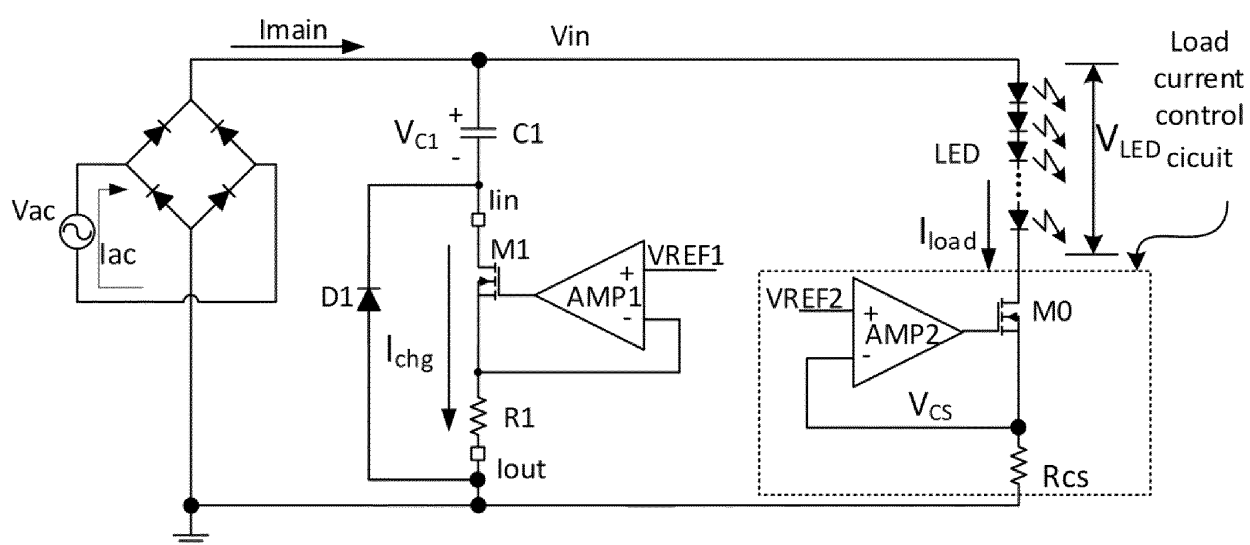 Imain
Vin
Load
current
control
cicuit
VC1
+
-
C1
LED
VLED
Vac
Iac
Iin
M1
VREF1
+
AMP1
-
D1
Ichg
Iload
VREF2
+
AMP2
-
M0
R1
VCS
Iout
Rcs